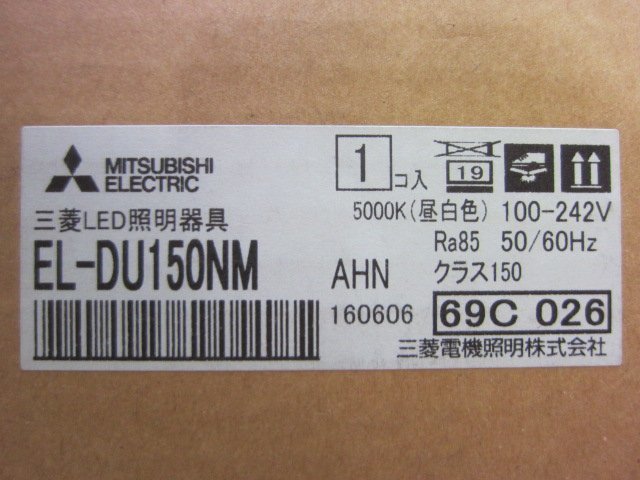 MITSUBISHI
ELECTRIC
1コ入
19
5000K(昼白色) 100-242V
三菱LED照明器具
Ra85 50/60Hz
EL-DU150NM
AHN
クラス150
160606
69C 026
三菱電機照明株式会社